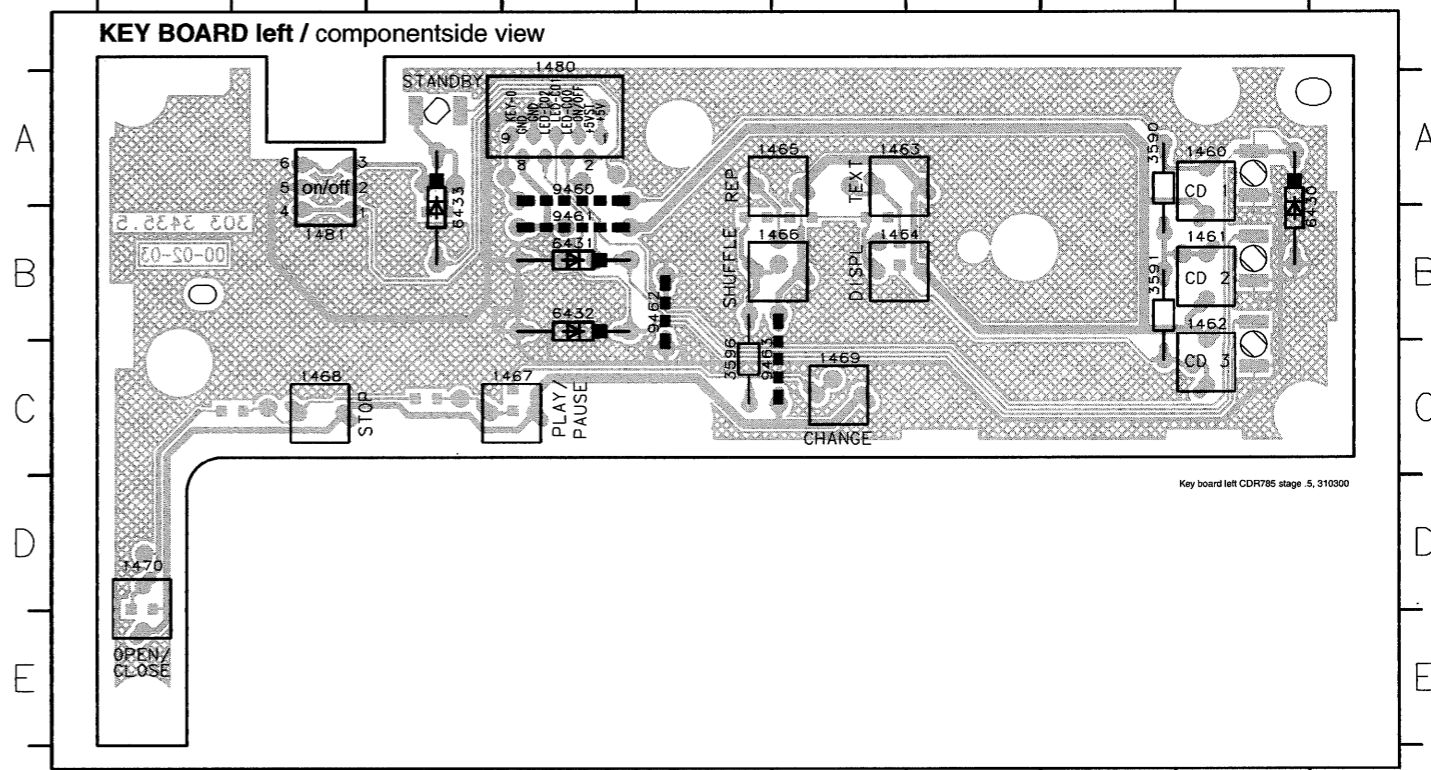 KEY BOARD left / componentside view
1480
STANDBY
KEY-0
GND
GND
LED-C02
LED-C01
LED-C00
ON/OFF
+5VST
+5V
9
1
8
2
A
A
6
3
5
on/off
2
4
1
1481
6433
9460
9461
6431
6432
9462
REP
1465
TEXT
1463
SHUFFLE
1466
DISPL
1464
3590
1460
CD 1
6430
1461
CD 2
3591
1462
CD 3
303 3435.5
00-02-03
B
B
3596
9463
1469
CHANGE
1468
STOP
1467
PLAY/
PAUSE
C
C
Key board left CDR785 stage .5, 310300
D
D
1470
OPEN/
CLOSE
E
E